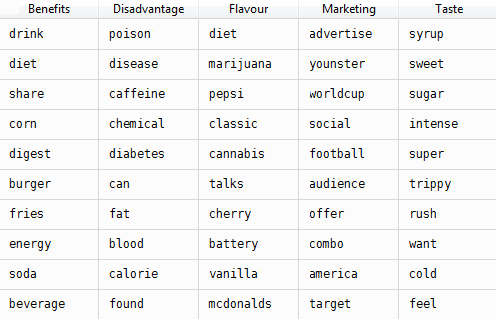 Benefits Disadvantage Flavour Marketing Taste
drink poison diet advertise syrup
diet disease marijuana younster sweet
share caffeine pepsi worldcup sugar
corn chemical classic social intense
digest diabetes cannabis football super
burger can talks audience trippy
fries fat cherry offer rush
energy blood battery combo want
soda calorie vanilla america cold
beverage found mcdonalds target feel